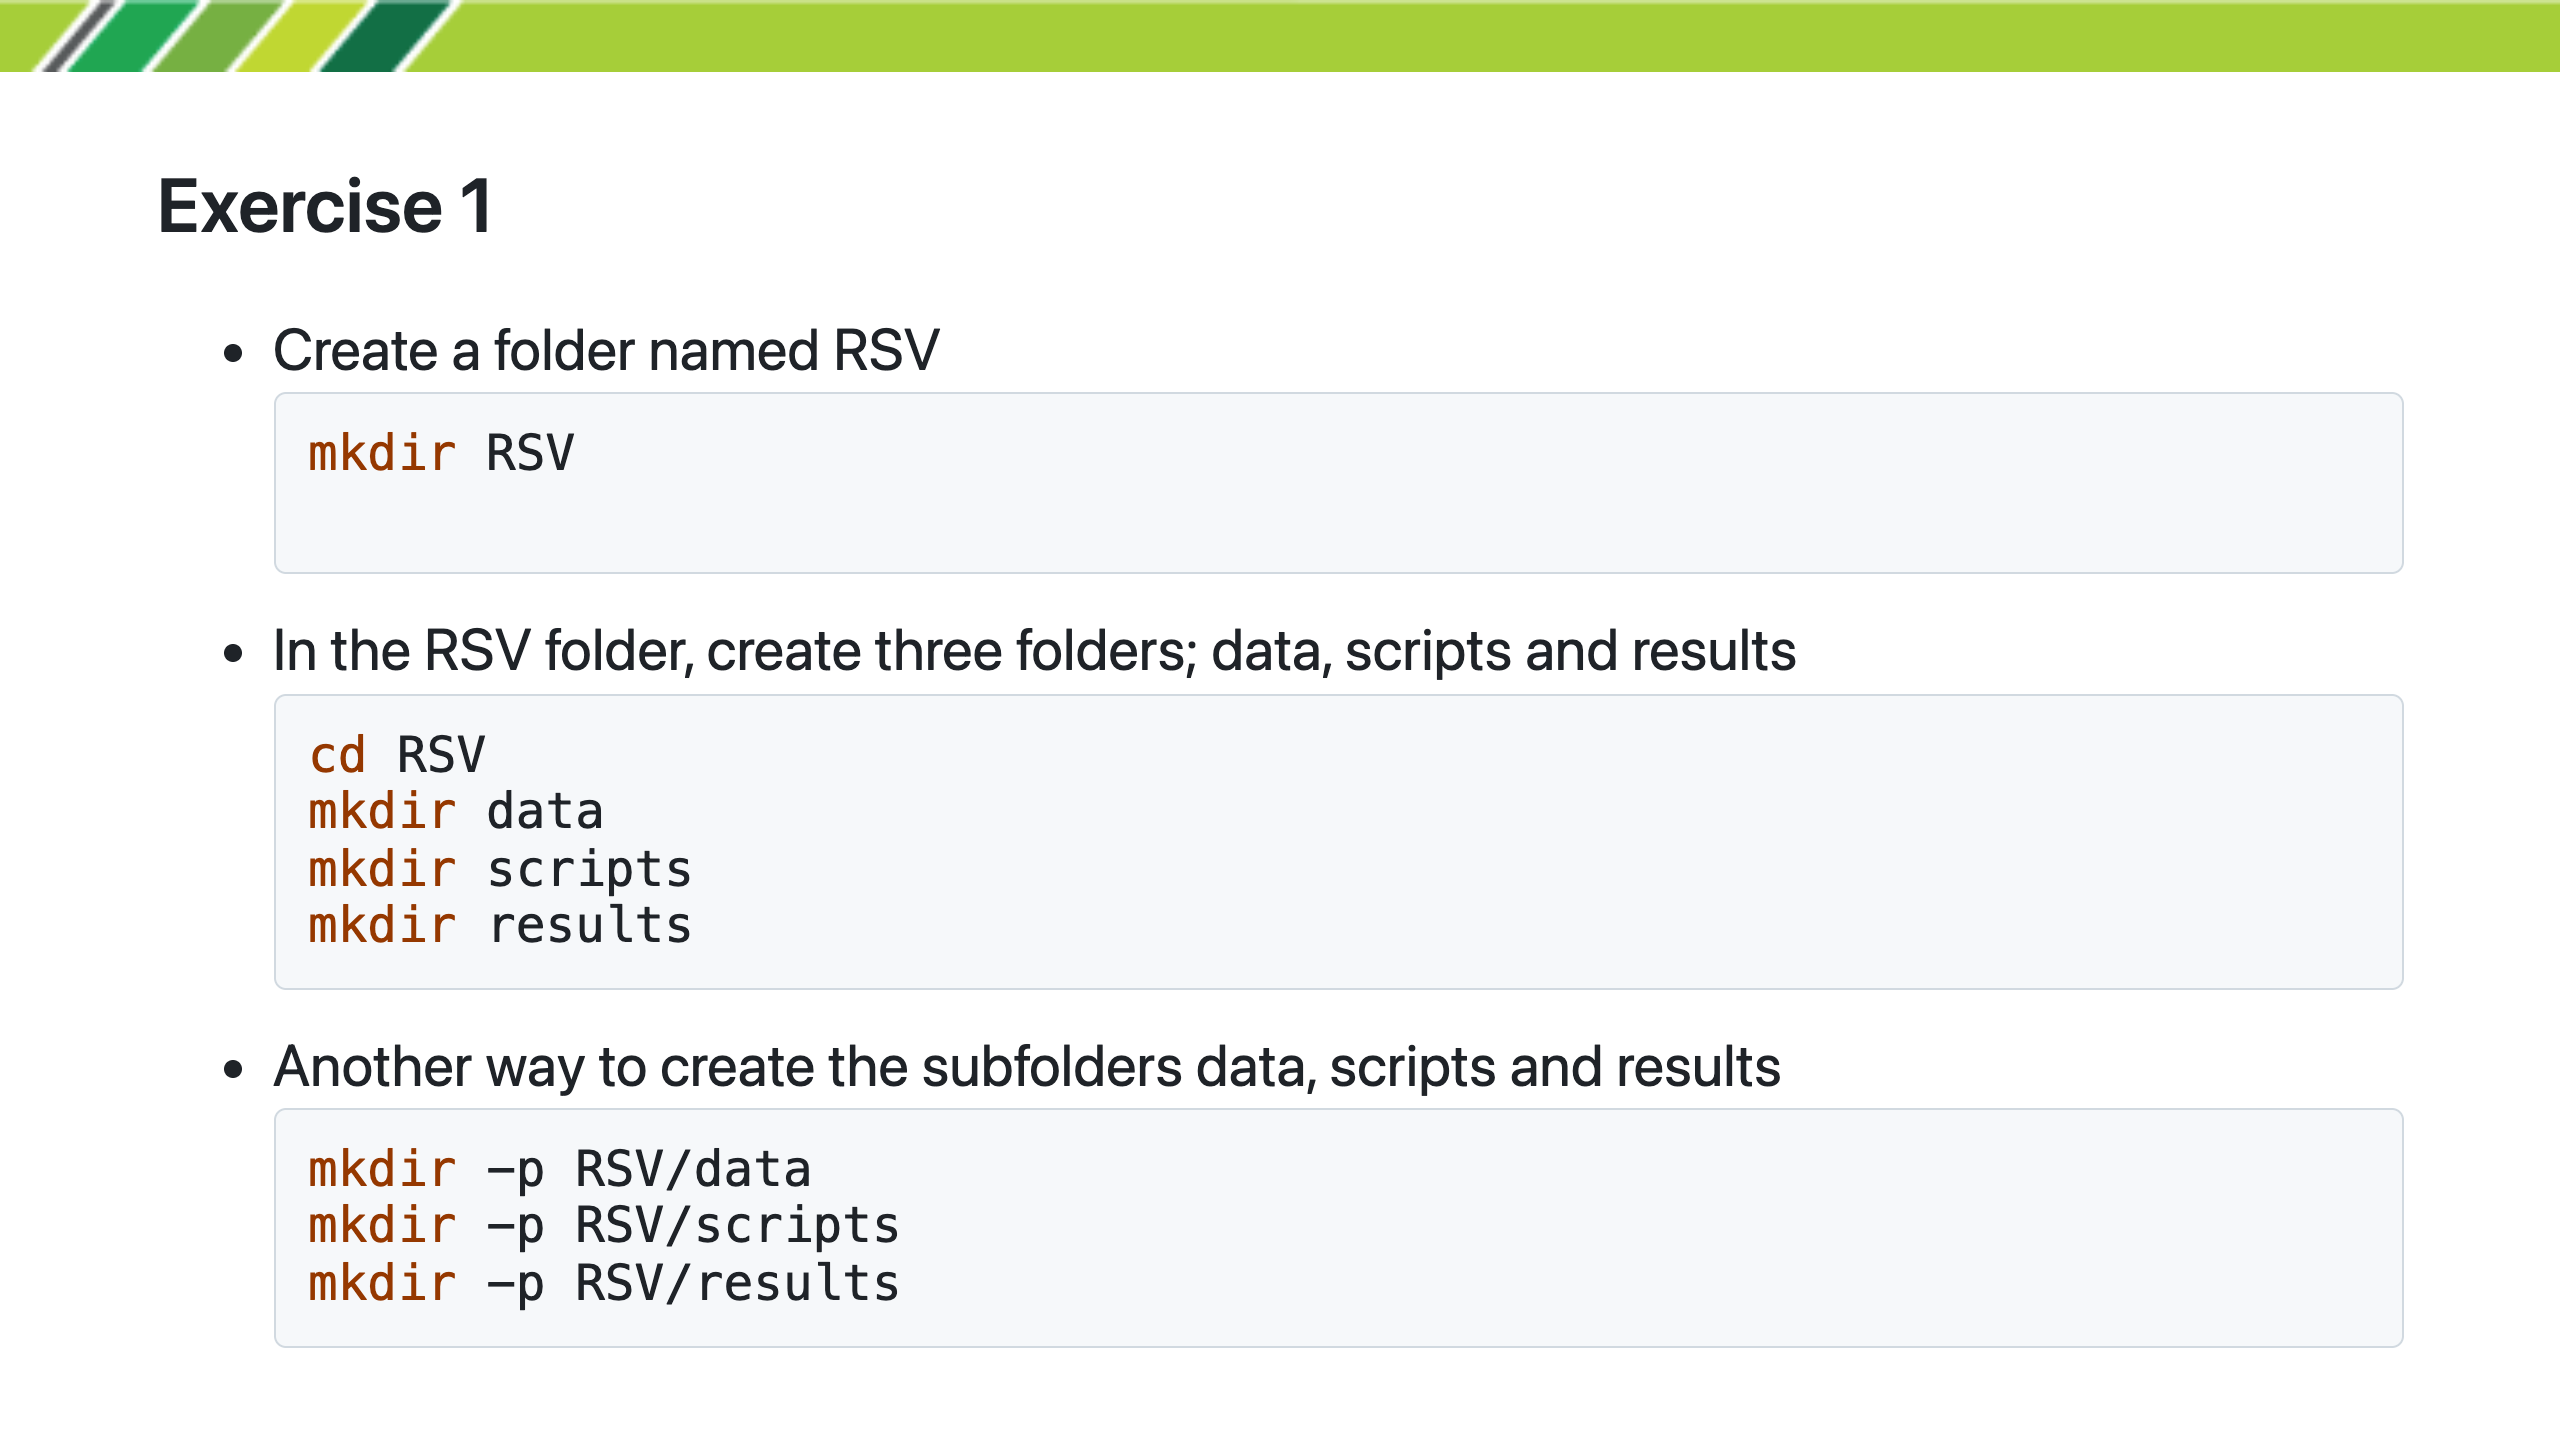 Exercise 1
• Create a folder named RSV
mkdir RSV
• In the RSV folder, create three folders; data, scripts and results
cd RSV
mkdir data
mkdir scripts
mkdir results
• Another way to create the subfolders data, scripts and results
mkdir -p RSV/data
mkdir -p RSV/scripts
mkdir -p RSV/results